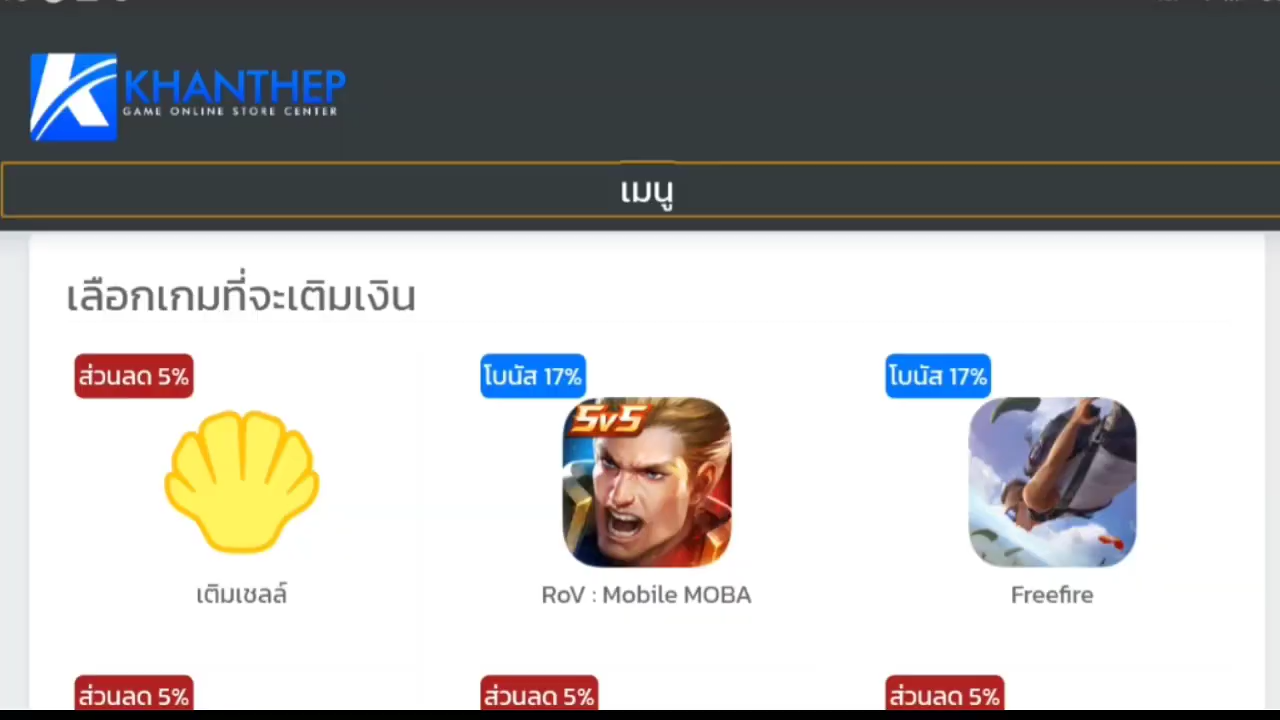 KHANTHEP
GAME ONLINE STORE CENTER
เมนู
เลือกเกมที่จะเติมเงิน
ส่วนลด 5%
โบนัส 17%
โบนัส 17%
5v5
เติมเชลล์
RoV : Mobile MOBA
Freefire
ส่วนลด 5%
ส่วนลด 5%
ส่วนลด 5%